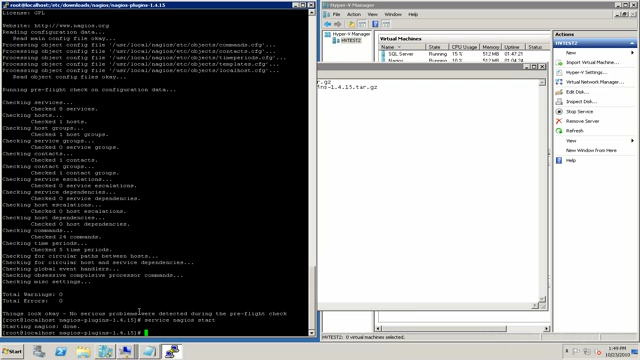 root@localhost:/etc/downloads/nagios/nagios-plugins-1.4.15
License: GPL
Website: http://www.nagios.org
Reading configuration data...
Read main config file okay...
Processing object config file '/usr/local/nagios/etc/objects/commands.cfg'...
Processing object config file '/usr/local/nagios/etc/objects/contacts.cfg'...
Processing object config file '/usr/local/nagios/etc/objects/timeperiods.cfg'...
Processing object config file '/usr/local/nagios/etc/objects/templates.cfg'...
Processing object config file '/usr/local/nagios/etc/objects/localhost.cfg'...
Read object config files okay...
Running pre-flight check on configuration data...
Checking services...
Checked 8 services.
Checking hosts...
Checked 1 hosts.
Checking host groups...
Checked 1 host groups.
Checking service groups...
Checked 0 service groups.
Checking contacts...
Checked 1 contacts.
Checking contact groups...
Checked 1 contact groups.
Checking service escalations...
Checked 0 service escalations.
Checking service dependencies...
Checked 0 service dependencies.
Checking host escalations...
Checked 0 host escalations.
Checking host dependencies...
Checked 0 host dependencies.
Checking commands...
Checked 24 commands.
Checking time periods...
Checked 5 time periods.
Checking for circular paths between hosts...
Checking for circular host and service dependencies...
Checking global event handlers...
Checking obsessive compulsive processor commands...
Checking misc settings...
Total Warnings: 0
Total Errors: 0
Things look okay - No serious problems were detected during the pre-flight check
[root@localhost nagios-plugins-1.4.15]# service nagios start
Starting nagios: done.
[root@localhost nagios-plugins-1.4.15]#
ar.gz
ins-1.4.15.tar.gz
Hyper-V Manager
File Action View Window Help
Hyper-V Manager
HVTEST2
Virtual Machines
Name State CPU Usage Memory Uptime
SQL Server Running 0 % 512 MB 01:47:21
Nagios Running 512 MB 01:04:24
Actions
HVTEST2
New
Import Virtual Machine...
Hyper-V Settings...
Virtual Network Manager...
Edit Disk...
Inspect Disk...
Stop Service
Remove Server
Refresh
View
New Window from Here
Help
HVTEST2: 0 virtual machines selected.
Start
1:49 PM
10/23/2010